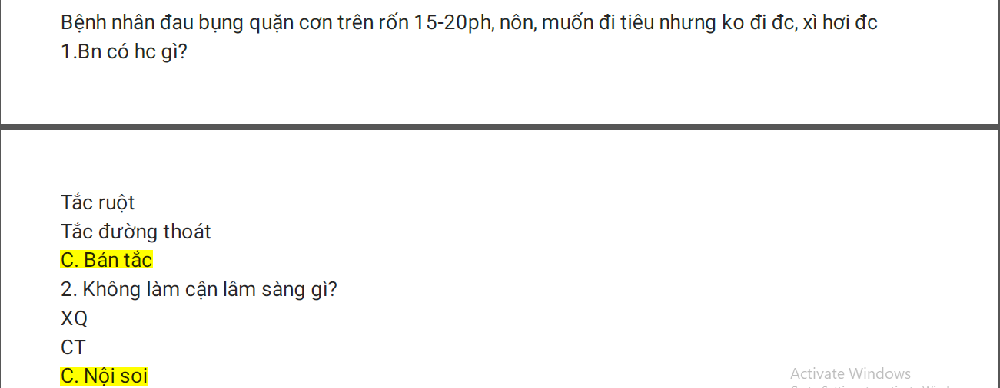 Bệnh nhân đau bụng quặn cơn trên rốn 15-20ph, nôn, muốn đi tiêu nhưng ko đi đc, xì hơi đc
1.Bn có hc gì?
Tắc ruột
Tắc đường thoát
C. Bán tắc
2. Không làm cận lâm sàng gì?
XQ
CT
C. Nội soi
Activate Windows